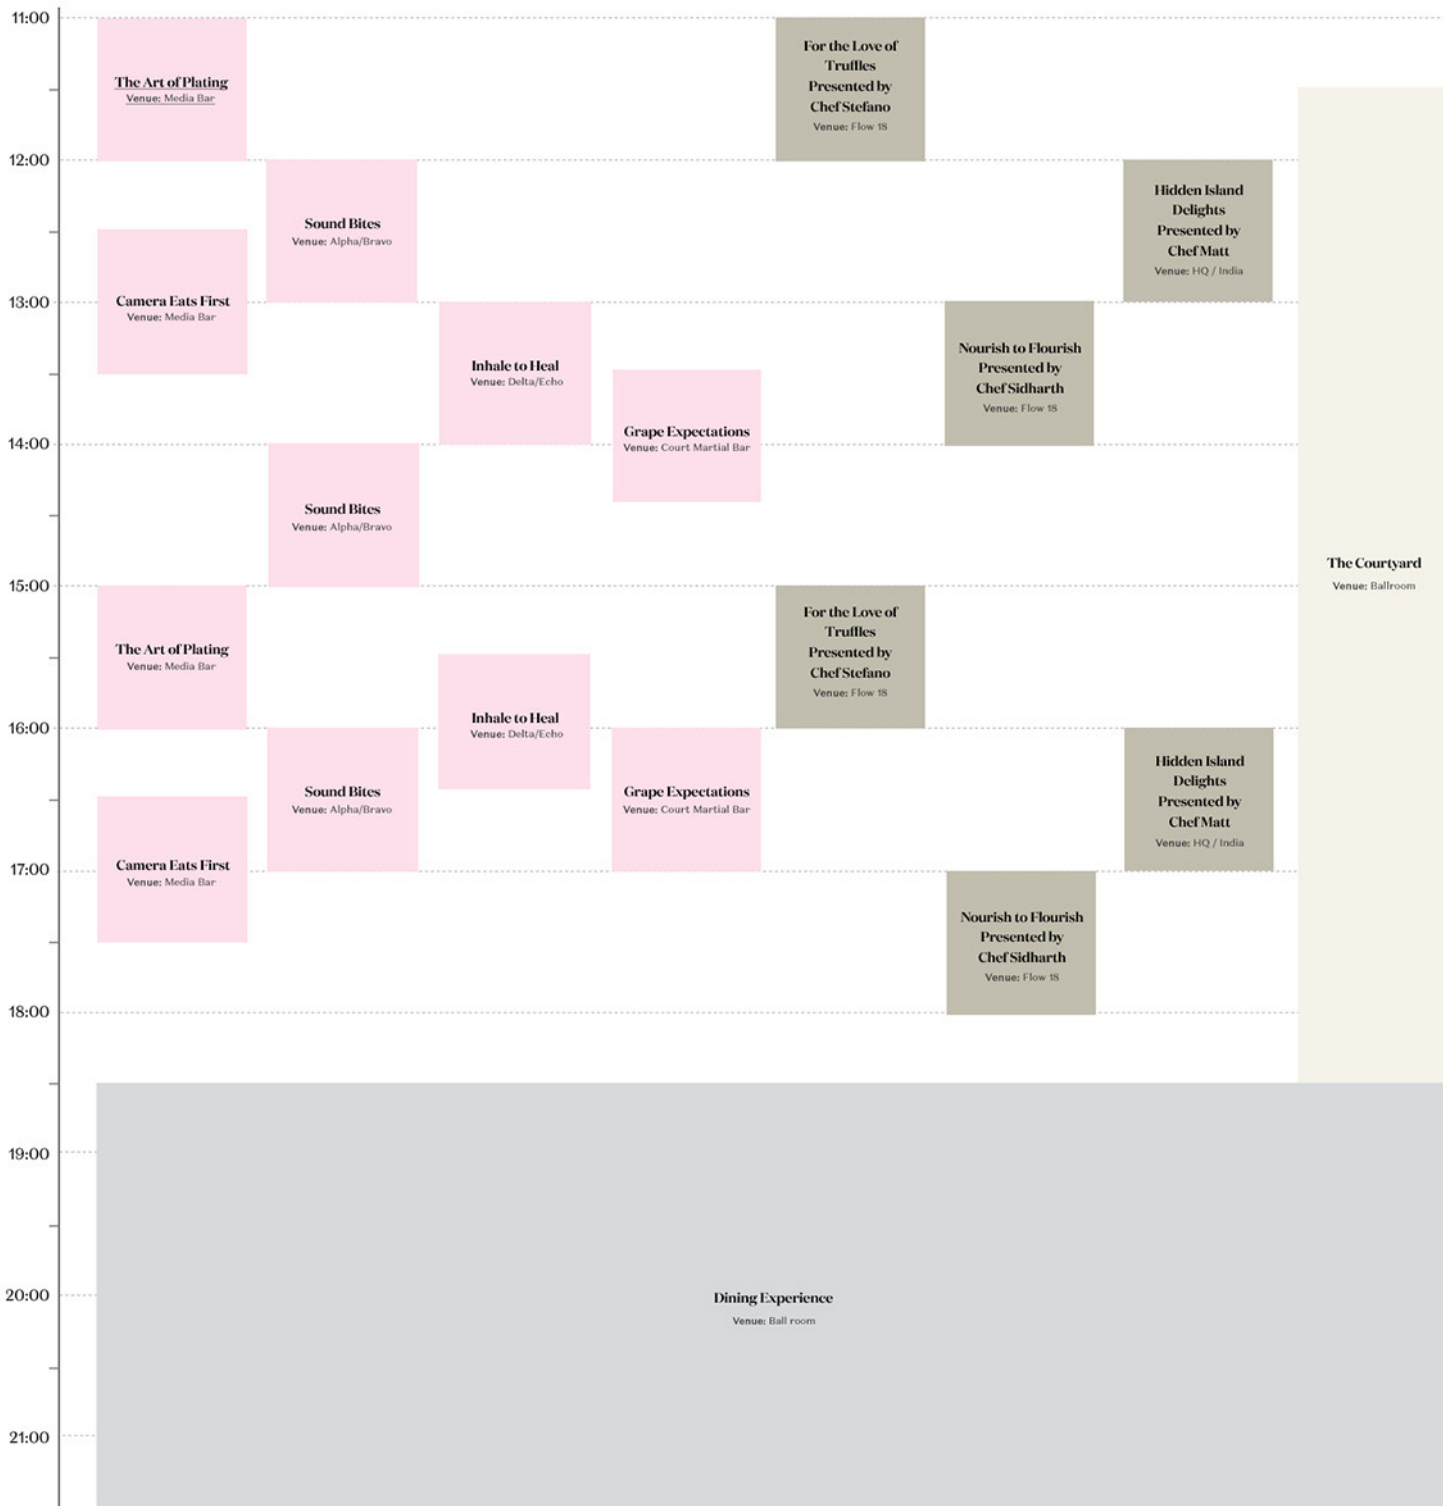 11:00
The Art of Plating
Venue: Media Bar
For the Love of
Truffles
Presented by
Chef Stefano
Venue: Flow 18
12:00
Sound Bites
Venue: Alpha/Bravo
Hidden Island
Delights
Presented by
Chef Matt
Venue: HQ / India
Camera Eats First
Venue: Media Bar
13:00
Inhale to Heal
Venue: Delta/Echo
Nourish to Flourish
Presented by
Chef Sidharth
Venue: Flow 18
Grape Expectations
Venue: Court Martial Bar
14:00
Sound Bites
Venue: Alpha/Bravo
The Courtyard
Venue: Ballroom
15:00
The Art of Plating
Venue: Media Bar
For the Love of
Truffles
Presented by
Chef Stefano
Venue: Flow 18
Inhale to Heal
Venue: Delta/Echo
16:00
Sound Bites
Venue: Alpha/Bravo
Grape Expectations
Venue: Court Martial Bar
Hidden Island
Delights
Presented by
Chef Matt
Venue: HQ / India
Camera Eats First
Venue: Media Bar
17:00
Nourish to Flourish
Presented by
Chef Sidharth
Venue: Flow 18
18:00
19:00
20:00
Dining Experience
Venue: Ball room
21:00